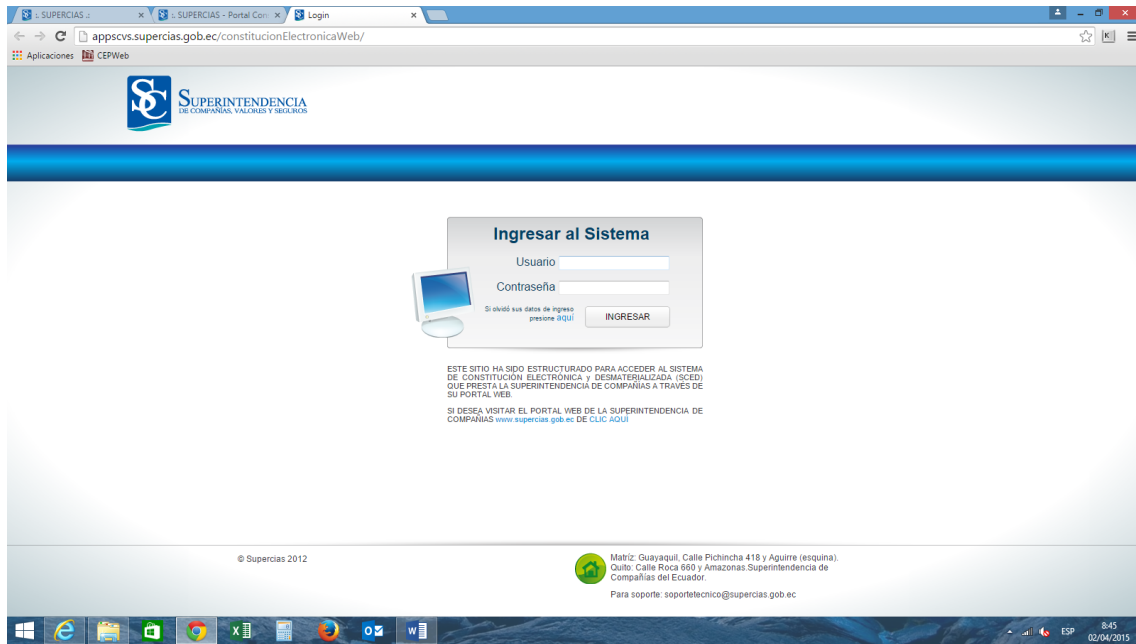 :. SUPERCIAS .:
:. SUPERCIAS - Portal Con
Login
appscvs.supercias.gob.ec/constitucionElectronicaWeb/
Aplicaciones
CEPWeb
SC
SUPERINTENDENCIA
DE COMPAÑÍAS, VALORES Y SEGUROS
Ingresar al Sistema
Usuario
Contraseña
Si olvidó sus datos de ingreso
presione aquí
INGRESAR
ESTE SITIO HA SIDO ESTRUCTURADO PARA ACCEDER AL SISTEMA
DE CONSTITUCIÓN ELECTRÓNICA y DESMATERIALIZADA (SCED)
QUE PRESTA LA SUPERINTENDENCIA DE COMPAÑIAS A TRAVÉS DE
SU PORTAL WEB.
SI DESEA VISITAR EL PORTAL WEB DE LA SUPERINTENDENCIA DE
COMPAÑIAS www.supercias.gob.ec DE CLIC AQUÍ
© Supercias 2012
Matríz: Guayaquil, Calle Pichincha 418 y Aguirre (esquina).
Quito: Calle Roca 660 y Amazonas.Superintendencia de
Compañías del Ecuador.
Para soporte: soportetecnico@supercias.gob.ec
ESP
8:45
02/04/2015